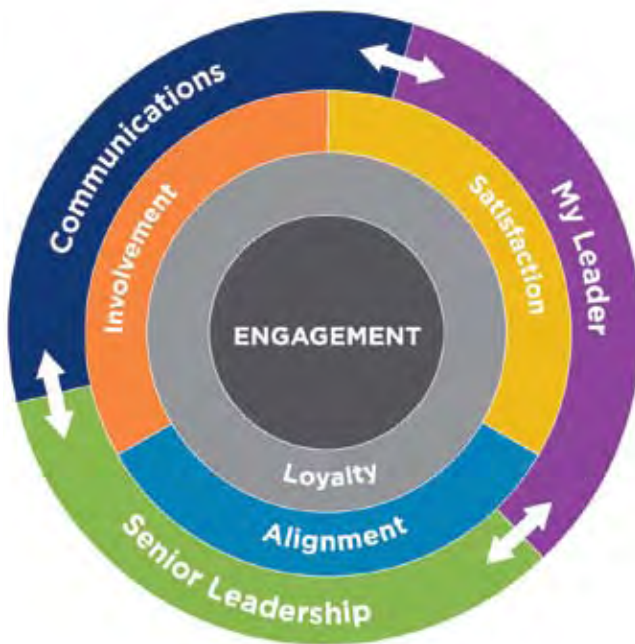 Communications
My Leader
Involvement
Satisfaction
ENGAGEMENT
Loyalty
Alignment
Senior Leadership